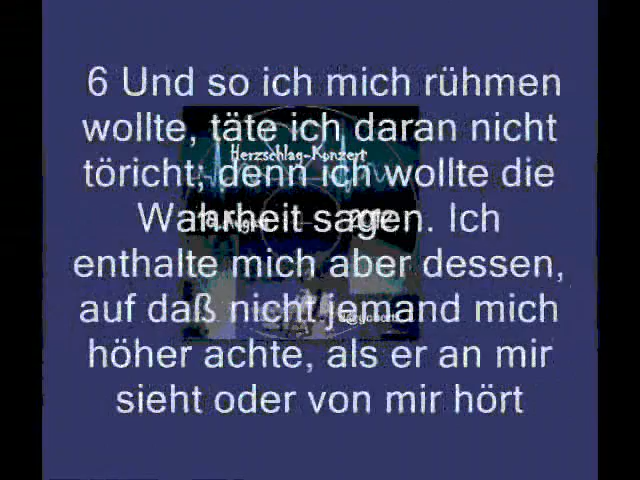 6 Und so ich mich rühmen
wollte, täte ich daran nicht
töricht; denn ich wollte die
Wahrheit sagen. Ich
enthalte mich aber dessen,
auf daß nicht jemand mich
höher achte, als er an mir
sieht oder von mir hört
Herzschlag-Konzert